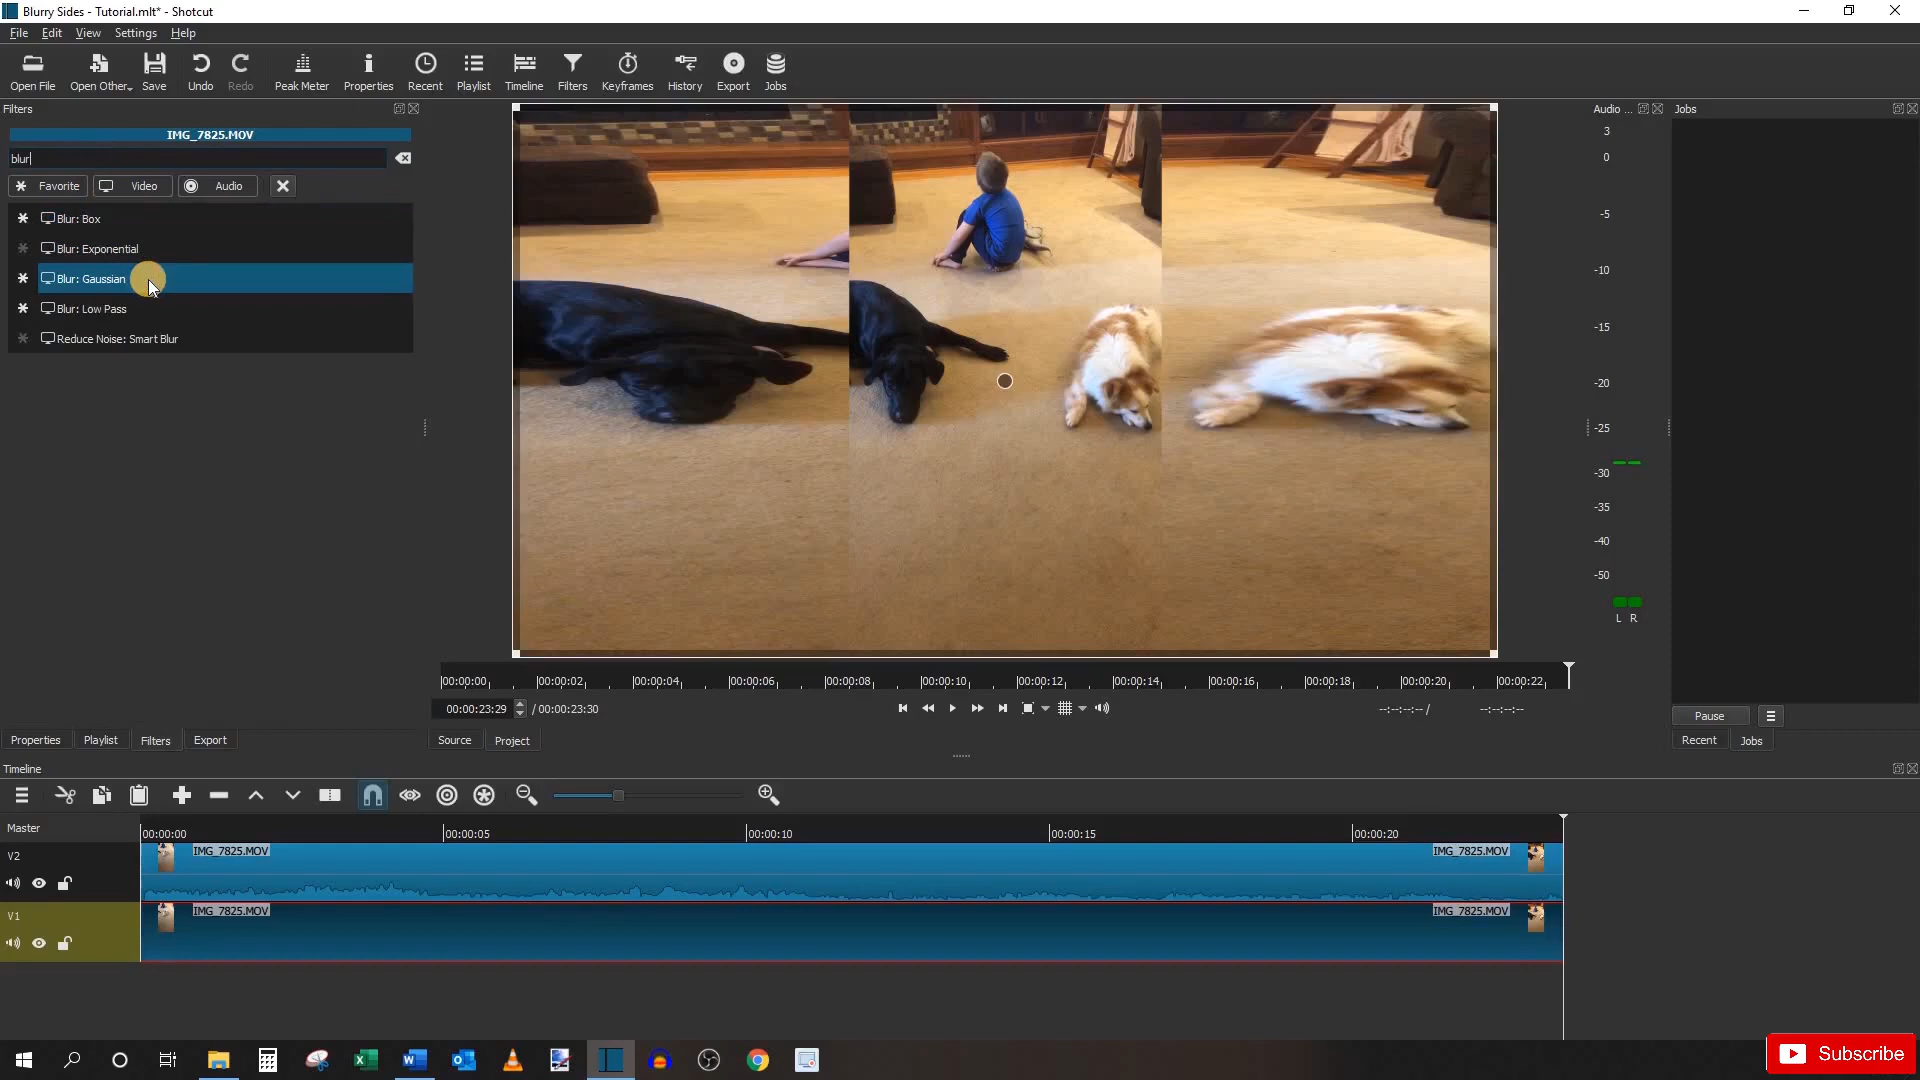 Blurry Sides - Tutorial.mlt* - Shotcut
File Edit View Settings Help
Open File Open Other Save Undo Redo Peak Meter Properties Recent Playlist Timeline Filters Keyframes History Export Jobs
Filters
Audio ...
Jobs
IMG_7825.MOV
blur
Favorite Video Audio
Blur: Box
Blur: Exponential
Blur: Gaussian
Blur: Low Pass
Reduce Noise: Smart Blur
3
0
-5
-10
-15
-20
-25
-30
-35
-40
-50
L R
00:00:00 00:00:02 00:00:04 00:00:06 00:00:08 00:00:10 00:00:12 00:00:14 00:00:16 00:00:18 00:00:20 00:00:22
00:00:23:29 / 00:00:23:30
--:--:--:-- / --:--:--:--
Pause
Properties Playlist Filters Export
Source Project
Recent Jobs
Timeline
Master
00:00:00 00:00:05 00:00:10 00:00:15 00:00:20
V2
IMG_7825.MOV IMG_7825.MOV
V1
IMG_7825.MOV IMG_7825.MOV
Subscribe